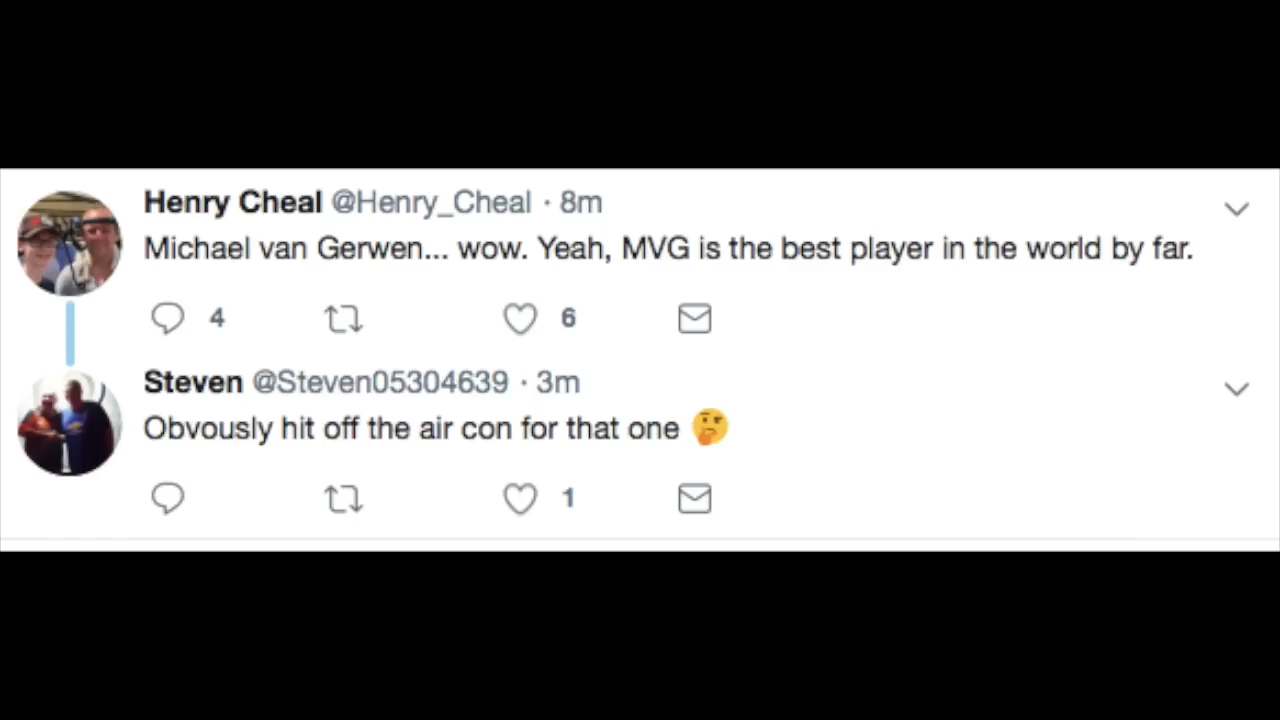 Henry Cheal @Henry_Cheal · 8m
Michael van Gerwen... wow. Yeah, MVG is the best player in the world by far.
4 6
Steven @Steven05304639 · 3m
Obvously hit off the air con for that one 🤔
1